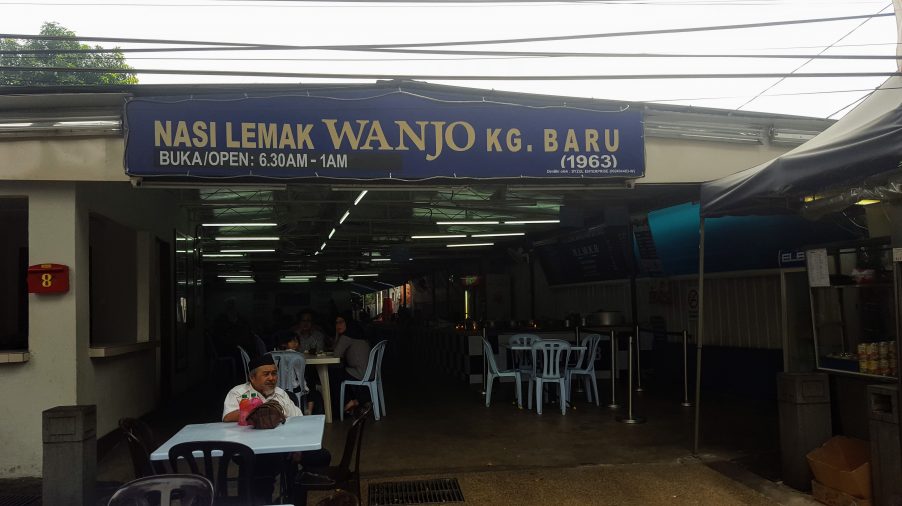 NASI LEMAK WANJO KG. BARU
BUKA/OPEN: 6.30AM - 1AM
(1963)
8